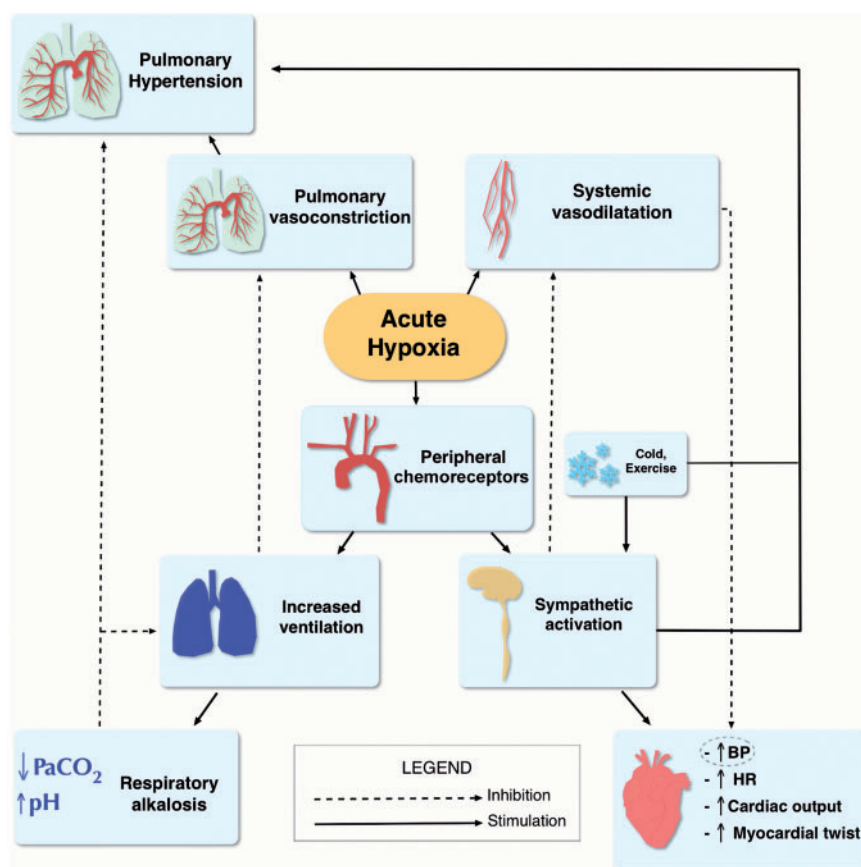 Pulmonary
Hypertension
Pulmonary
vasoconstriction
Systemic
vasodilatation
Acute
Hypoxia
Peripheral
chemoreceptors
Cold,
Exercise
Increased
ventilation
Sympathetic
activation
↓ PaCO₂
↑ pH
Respiratory
alkalosis
LEGEND
Inhibition
Stimulation
- ↑ BP
- ↑ HR
- ↑ Cardiac output
- ↑ Myocardial twist